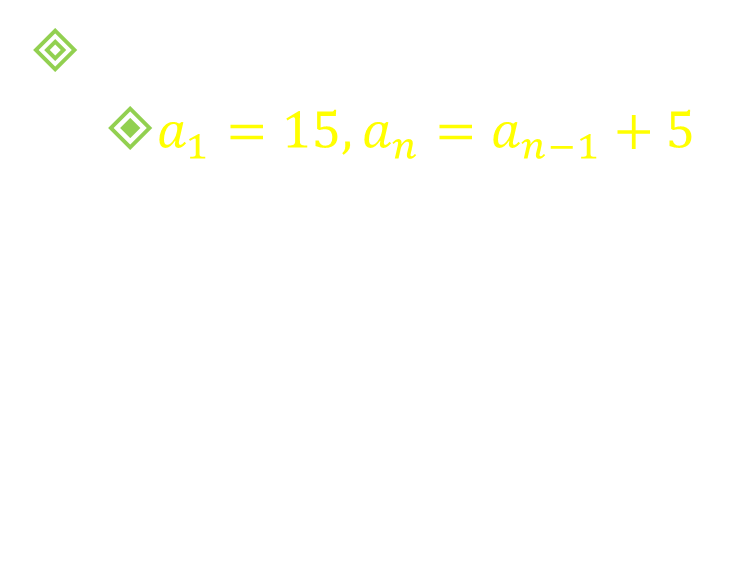 a₁ = 15, aₙ = aₙ₋₁ + 5